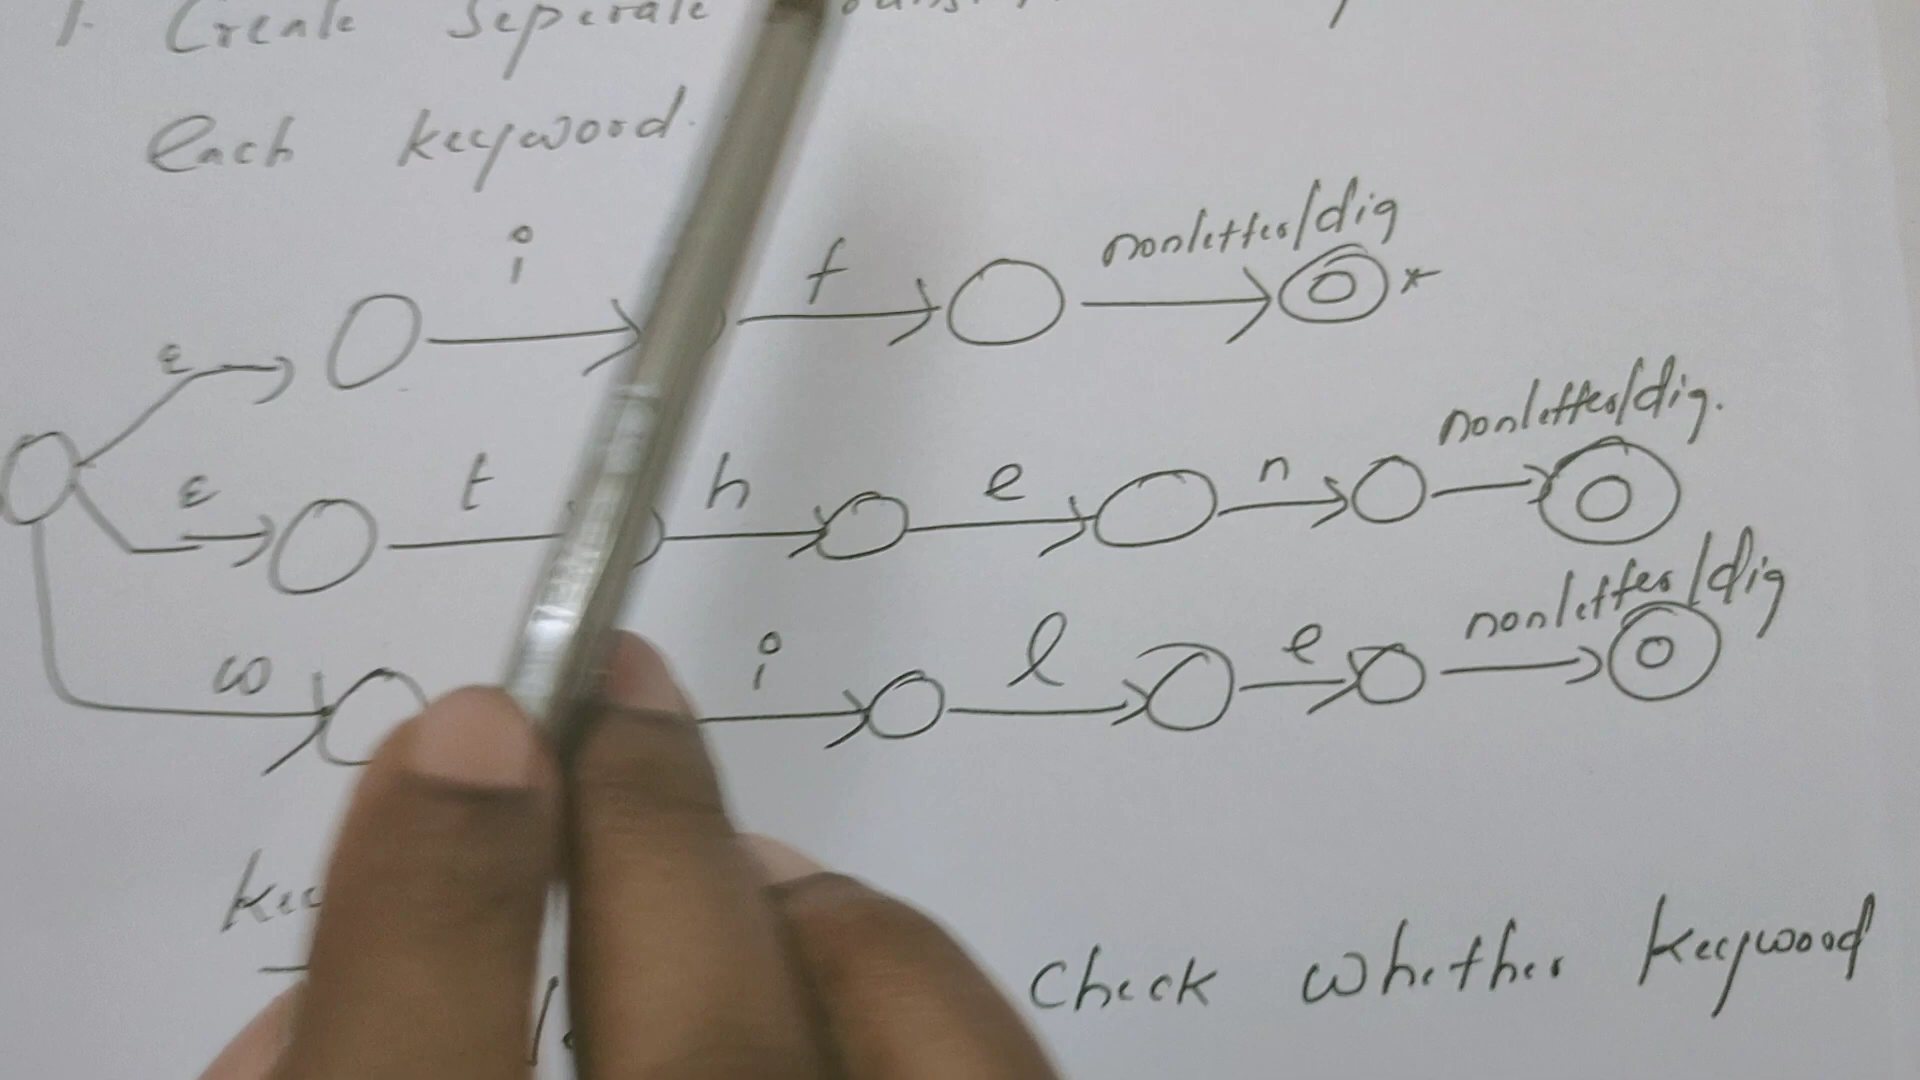 1. Create Seperate
each keyword.
i f nonletter/dig *
ε
ε t h e n nonletter/dig.
w i l e nonletter/dig
check whether keyword